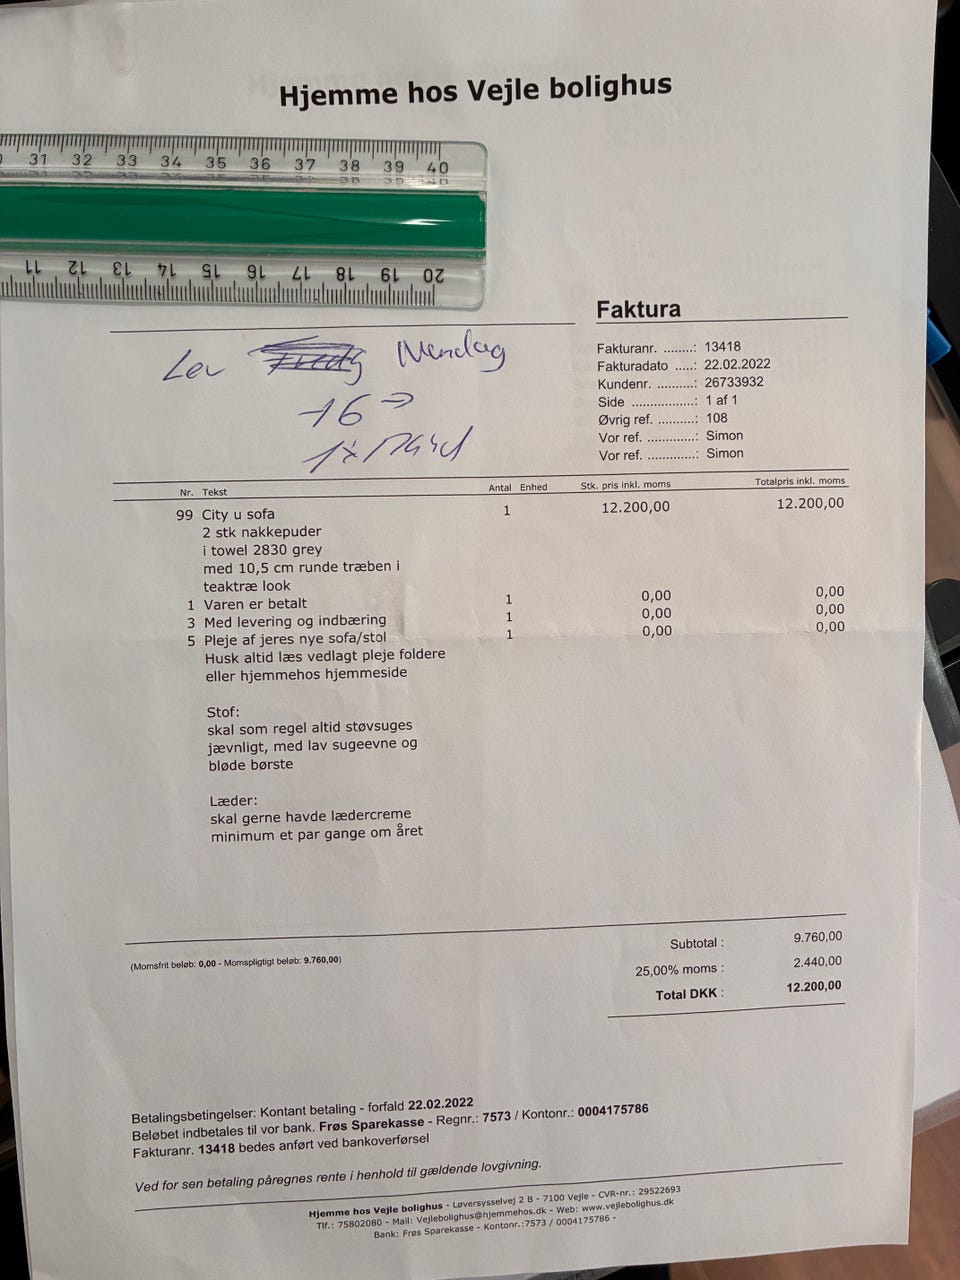 Hjemme hos Vejle bolighus
31 32 33 34 35 36 37 38 39 40
11 12 13 14 15 16 17 18 19 20
Faktura
Lev Mandag
Fakturanr. ........: 13418
Fakturadato .....: 22.02.2022
Kundenr. ..........: 26733932
Side .................: 1 af 1
Øvrig ref. ..........: 108
Vor ref. .............: Simon
Vor ref. .............: Simon
Nr. Tekst Antal Enhed Stk. pris inkl. moms Totalpris inkl. moms
99 City u sofa 1 12.200,00 12.200,00
2 stk nakkepuder
i towel 2830 grey
med 10,5 cm runde træben i
teaktræ look
1 Varen er betalt 1 0,00 0,00
3 Med levering og indbæring 1 0,00 0,00
5 Pleje af jeres nye sofa/stol 1 0,00 0,00
Husk altid læs vedlagt pleje foldere
eller hjemmehos hjemmeside
Stof:
skal som regel altid støvsuges
jævnligt, med lav sugeevne og
bløde børste
Læder:
skal gerne havde lædercreme
minimum et par gange om året
(Momsfrit beløb: 0,00 - Momspligtigt beløb: 9.760,00)
Subtotal : 9.760,00
25,00% moms : 2.440,00
Total DKK : 12.200,00
Betalingsbetingelser: Kontant betaling - forfald 22.02.2022
Beløbet indbetales til vor bank. Frøs Sparekasse - Regnr.: 7573 / Kontonr.: 0004175786
Fakturanr. 13418 bedes anført ved bankoverførsel
Ved for sen betaling påregnes rente i henhold til gældende lovgivning.
Hjemme hos Vejle bolighus - Løversysselvej 2 B - 7100 Vejle - CVR-nr.: 29522693
Tlf.: 75802080 - Mail: Vejlebolighus@hjemmehos.dk - Web: www.vejlebolighus.dk
Bank: Frøs Sparekasse - Kontonr.:7573 / 0004175786 -